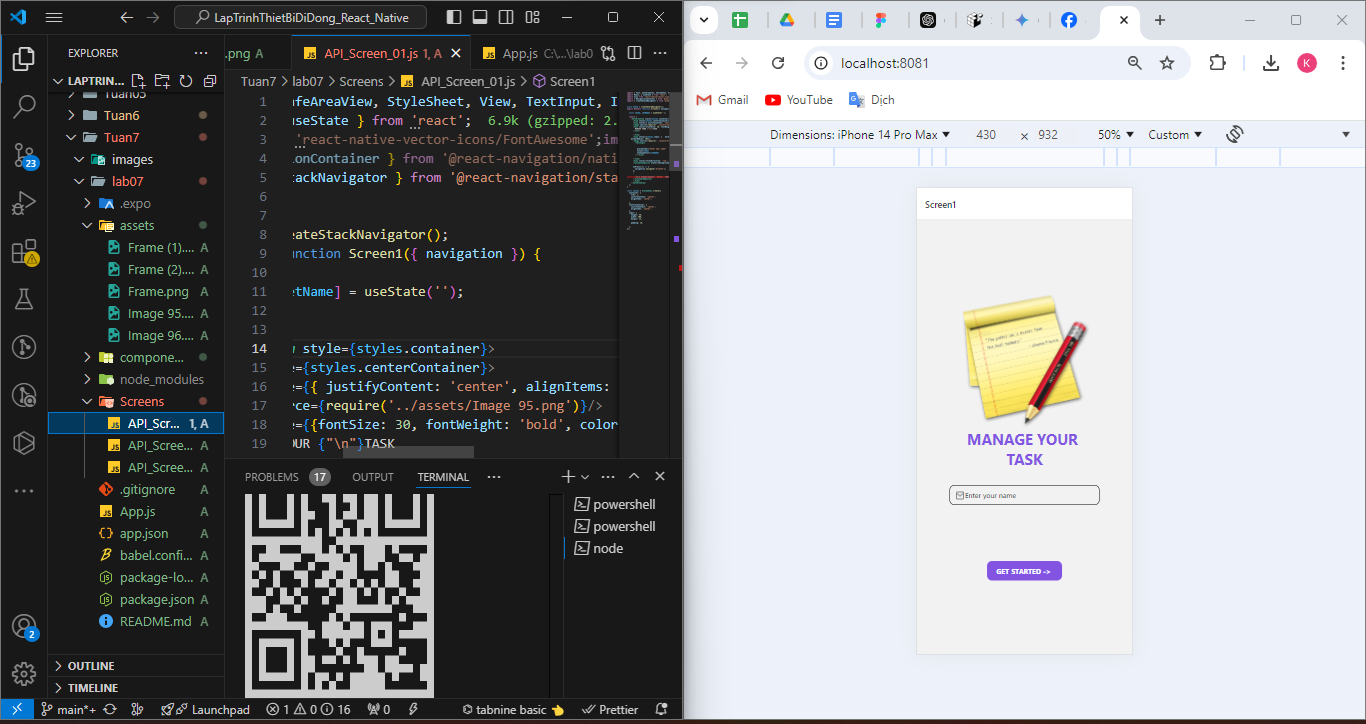 LapTrinhThietBiDiDong_React_Native
EXPLORER
LAPTRIN...
Tuan05
Tuan6
Tuan7
images
lab07
.expo
assets
Frame (1).... A
Frame (2).... A
Frame.png A
Image 95.... A
Image 96.... A
compone...
node_modules
Screens
API_Scr... 1, A
API_Scree... A
API_Scree... A
.gitignore A
App.js A
app.json A
babel.confi... A
package-lo... A
package.json A
README.md A
OUTLINE
TIMELINE
23
2
.png A
API_Screen_01.js 1, A
App.js C:\...\lab0
Tuan7 > lab07 > Screens > API_Screen_01.js > Screen1
1 afeAreaView, StyleSheet, View, TextInput, I
2 useState } from 'react'; 6.9k (gzipped: 2.
3 'react-native-vector-icons/FontAwesome';im
4 ionContainer } from '@react-navigation/nati
5 tackNavigator } from '@react-navigation/sta
6
7
8 eateStackNavigator();
9 unction Screen1({ navigation }) {
10
11 etName] = useState('');
12
13
14 w style={styles.container}>
15 e={styles.centerContainer}>
16 e={{ justifyContent: 'center', alignItems:
17 rce={require('../assets/Image 95.png')}/>
18 e={{fontSize: 30, fontWeight: 'bold', color
19 OUR {"\n"}TASK
PROBLEMS 17 OUTPUT TERMINAL
powershell
powershell
node
main*+ Launchpad 1 0 16 0 tabnine basic Prettier
localhost:8081
K
Gmail YouTube Dịch
Dimensions: iPhone 14 Pro Max 430 × 932 50% Custom
Screen1
MANAGE YOUR
TASK
Enter your name
GET STARTED ->